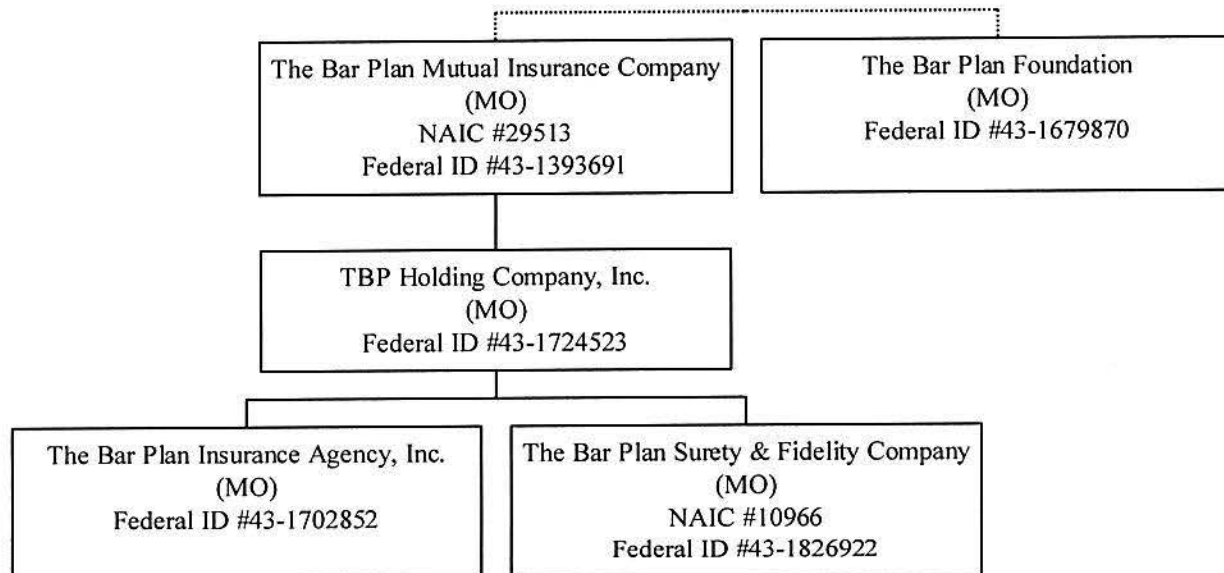 The Bar Plan Mutual Insurance Company
(MO)
NAIC #29513
Federal ID #43-1393691
The Bar Plan Foundation
(MO)
Federal ID #43-1679870
TBP Holding Company, Inc.
(MO)
Federal ID #43-1724523
The Bar Plan Insurance Agency, Inc.
(MO)
Federal ID #43-1702852
The Bar Plan Surety & Fidelity Company
(MO)
NAIC #10966
Federal ID #43-1826922